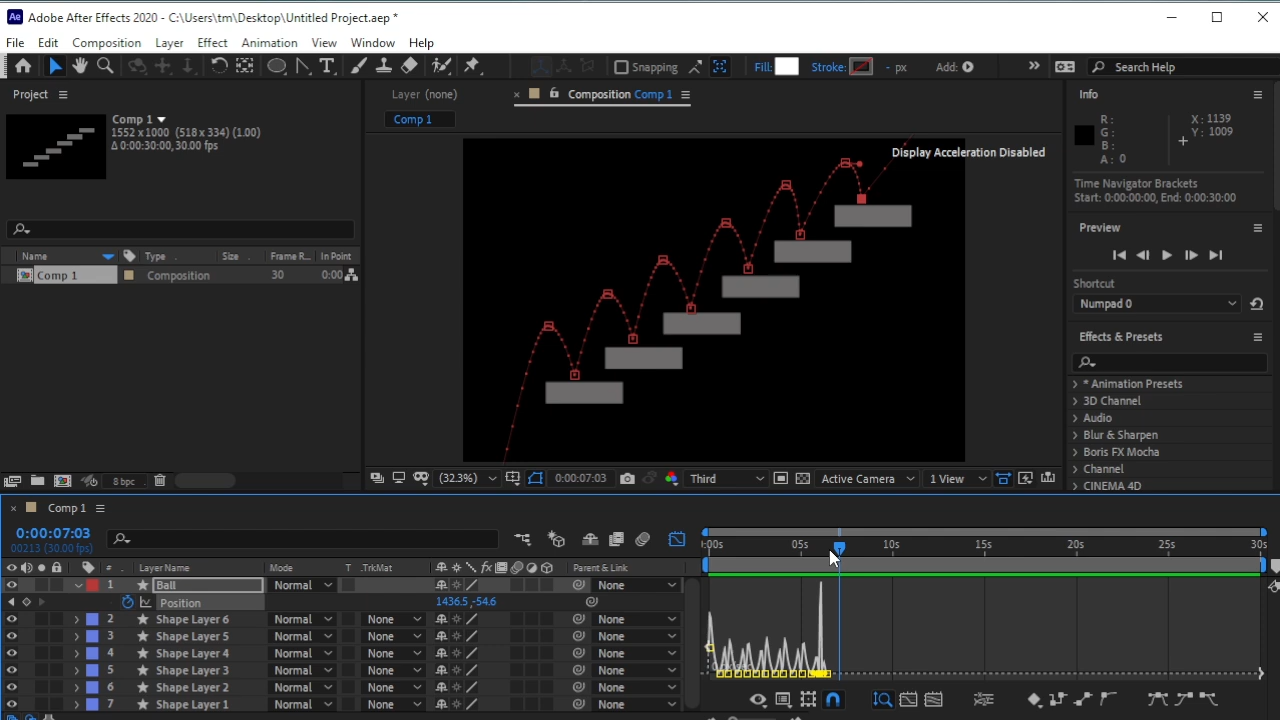 Adobe After Effects 2020 - C:\Users\tm\Desktop\Untitled Project.aep *
File Edit Composition Layer Effect Animation View Window Help
Snapping Fill: Stroke: - px Add: Search Help
Project
Layer (none)
Composition Comp 1
Info
Comp 1
Comp 1
1552 x 1000 (518 x 334) (1.00)
Δ 0:00:30:00, 30.00 fps
R:
G:
B:
A: 0
X: 1139
Y: 1009
Display Acceleration Disabled
Time Navigator Brackets
Start: 0:00:00:00, End: 0:00:30:00
Preview
Name Type Size Frame R... In Point
Comp 1 Composition 30 0:00
Shortcut
Numpad 0
Effects & Presets
* Animation Presets
3D Channel
Audio
Blur & Sharpen
Boris FX Mocha
Channel
CINEMA 4D
8 bpc
(32.3%) 0:00:07:03 Third Active Camera 1 View
Comp 1
0:00:07:03
00213 (30.00 fps)
:00s 05s 10s 15s 20s 25s 30s
# Layer Name Mode T .TrkMat Parent & Link
1 Ball Normal None
Position 1436.5,-54.6
2 Shape Layer 6 Normal None None
3 Shape Layer 5 Normal None None
4 Shape Layer 4 Normal None None
5 Shape Layer 3 Normal None None
6 Shape Layer 2 Normal None None
7 Shape Layer 1 Normal None None